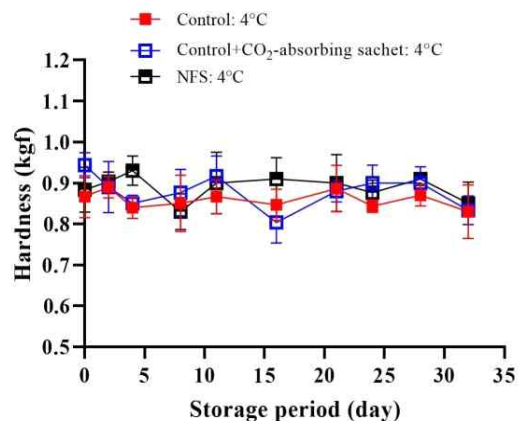 Control: 4°C
Control+CO₂-absorbing sachet: 4°C
NFS: 4°C
1.2
1.1
1.0
0.9
0.8
0.7
0.6
0.5
Hardness (kgf)
0 5 10 15 20 25 30 35
Storage period (day)